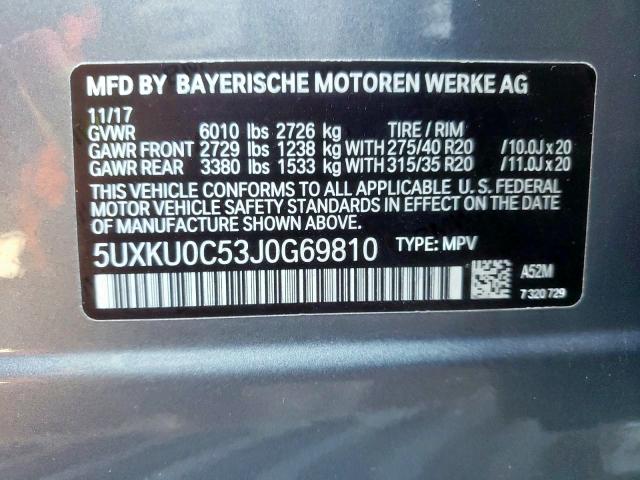 MFD BY BAYERISCHE MOTOREN WERKE AG
11/17
GVWR 6010 lbs 2726 kg TIRE / RIM
GAWR FRONT 2729 lbs 1238 kg WITH 275/40 R20 /10.0J x 20
GAWR REAR 3380 lbs 1533 kg WITH 315/35 R20 /11.0J x 20
THIS VEHICLE CONFORMS TO ALL APPLICABLE U. S. FEDERAL
MOTOR VEHICLE SAFETY STANDARDS IN EFFECT ON THE DATE
OF MANUFACTURE SHOWN ABOVE.
5UXKU0C53J0G69810 TYPE: MPV
A52M
7 320 729